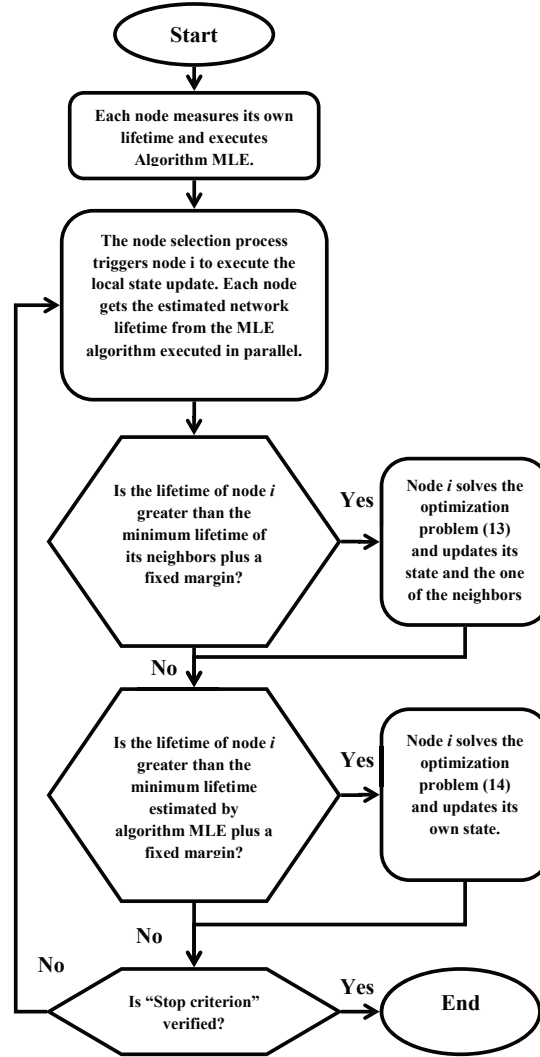 Start
Each node measures its own
lifetime and executes
Algorithm MLE.
The node selection process
triggers node i to execute the
local state update. Each node
gets the estimated network
lifetime from the MLE
algorithm executed in parallel.
Is the lifetime of node i
greater than the
minimum lifetime of
its neighbors plus a
fixed margin?
Yes
Node i solves the
optimization
problem (13)
and updates its
state and the one
of the neighbors
No
Is the lifetime of node i
greater than the
minimum lifetime
estimated by
algorithm MLE plus a
fixed margin?
Yes
Node i solves the
optimization
problem (14)
and updates its
own state.
No
No
Is “Stop criterion”
verified?
Yes
End